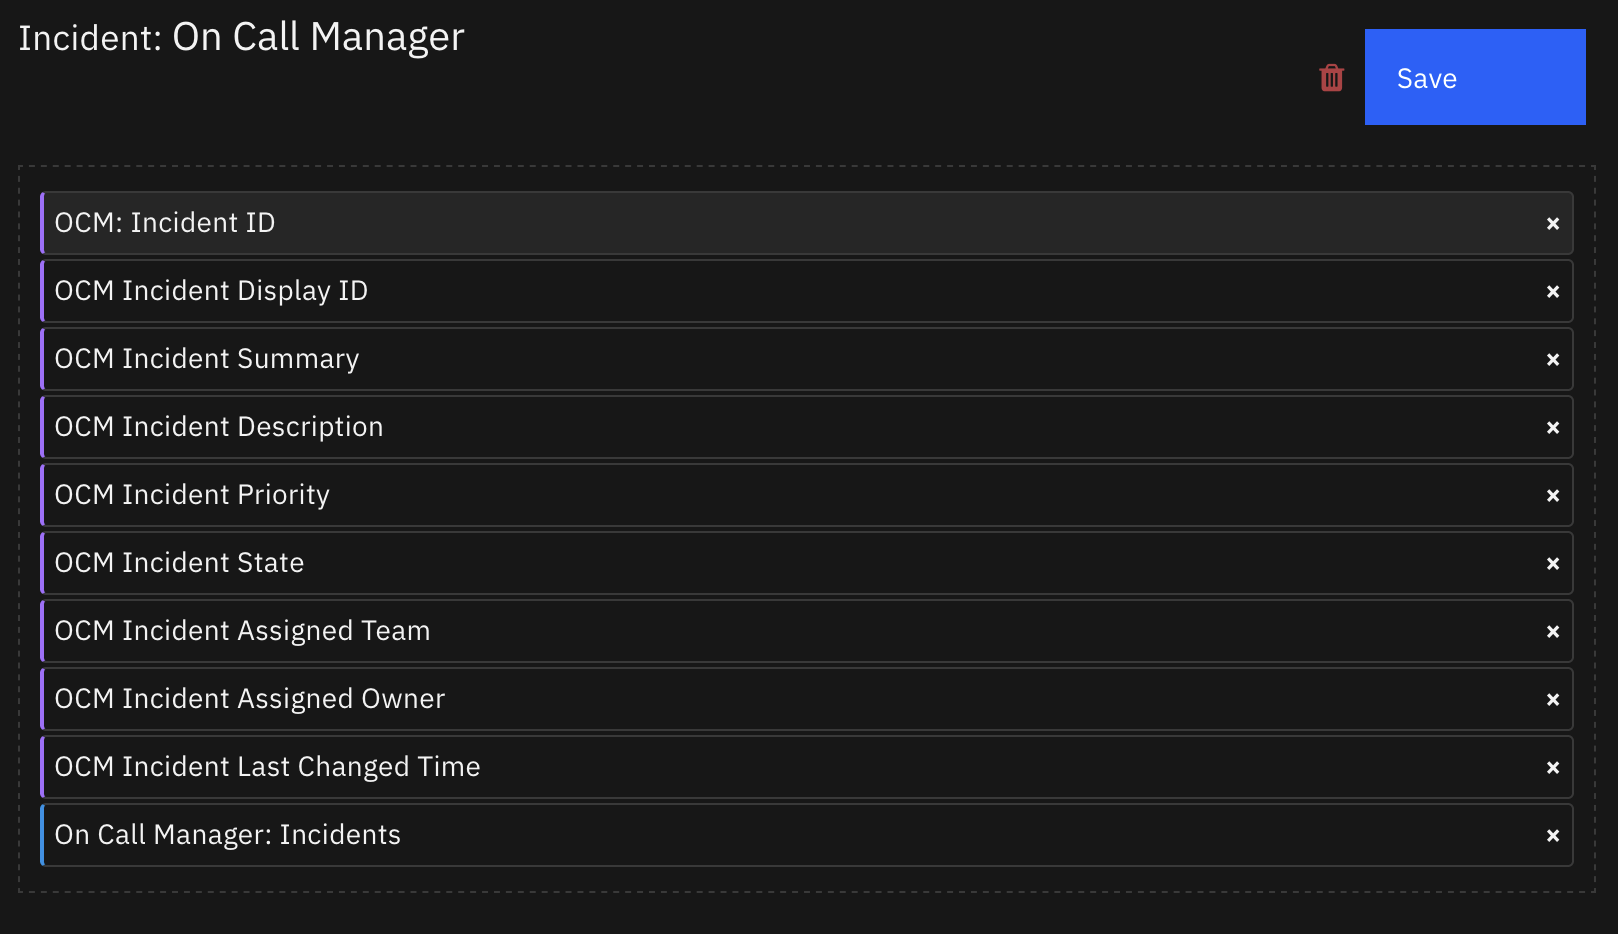 Incident: On Call Manager
Save
OCM: Incident ID
OCM Incident Display ID
OCM Incident Summary
OCM Incident Description
OCM Incident Priority
OCM Incident State
OCM Incident Assigned Team
OCM Incident Assigned Owner
OCM Incident Last Changed Time
On Call Manager: Incidents